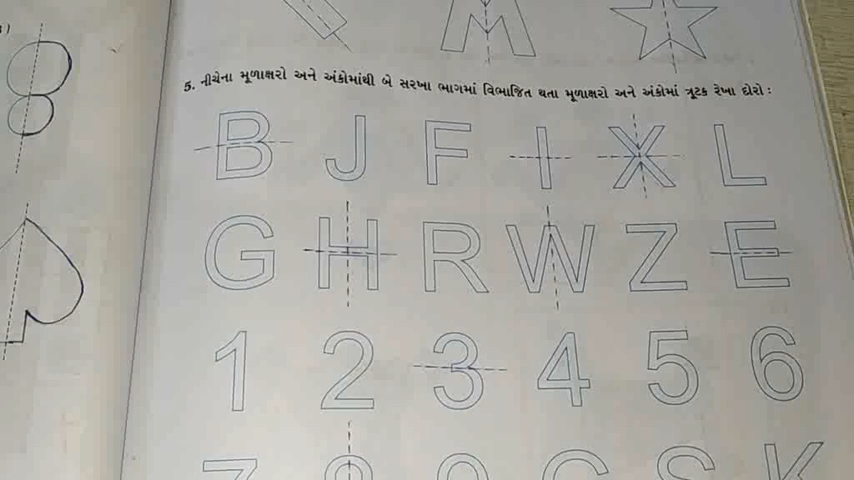 M
5. નીચેના મૂળાક્ષરો અને અંકોમાંથી બે સરખા ભાગમાં વિભાજિત થતા મૂળાક્ષરો અને અંકોમાં ત્રૂટક રેખા દોરો :
B J F I X L
G H R W Z E
1 2 3 4 5 6